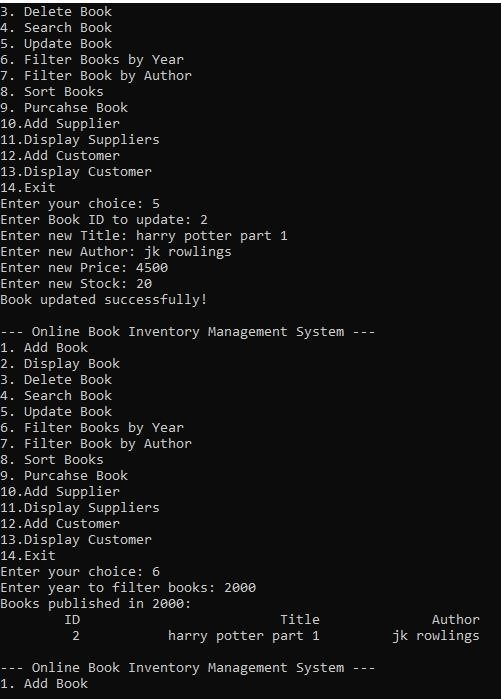 3. Delete Book
4. Search Book
5. Update Book
6. Filter Books by Year
7. Filter Book by Author
8. Sort Books
9. Purcahse Book
10.Add Supplier
11.Display Suppliers
12.Add Customer
13.Display Customer
14.Exit
Enter your choice: 5
Enter Book ID to update: 2
Enter new Title: harry potter part 1
Enter new Author: jk rowlings
Enter new Price: 4500
Enter new Stock: 20
Book updated successfully!

--- Online Book Inventory Management System ---
1. Add Book
2. Display Book
3. Delete Book
4. Search Book
5. Update Book
6. Filter Books by Year
7. Filter Book by Author
8. Sort Books
9. Purcahse Book
10.Add Supplier
11.Display Suppliers
12.Add Customer
13.Display Customer
14.Exit
Enter your choice: 6
Enter year to filter books: 2000
Books published in 2000:
ID Title Author
2 harry potter part 1 jk rowlings

--- Online Book Inventory Management System ---
1. Add Book